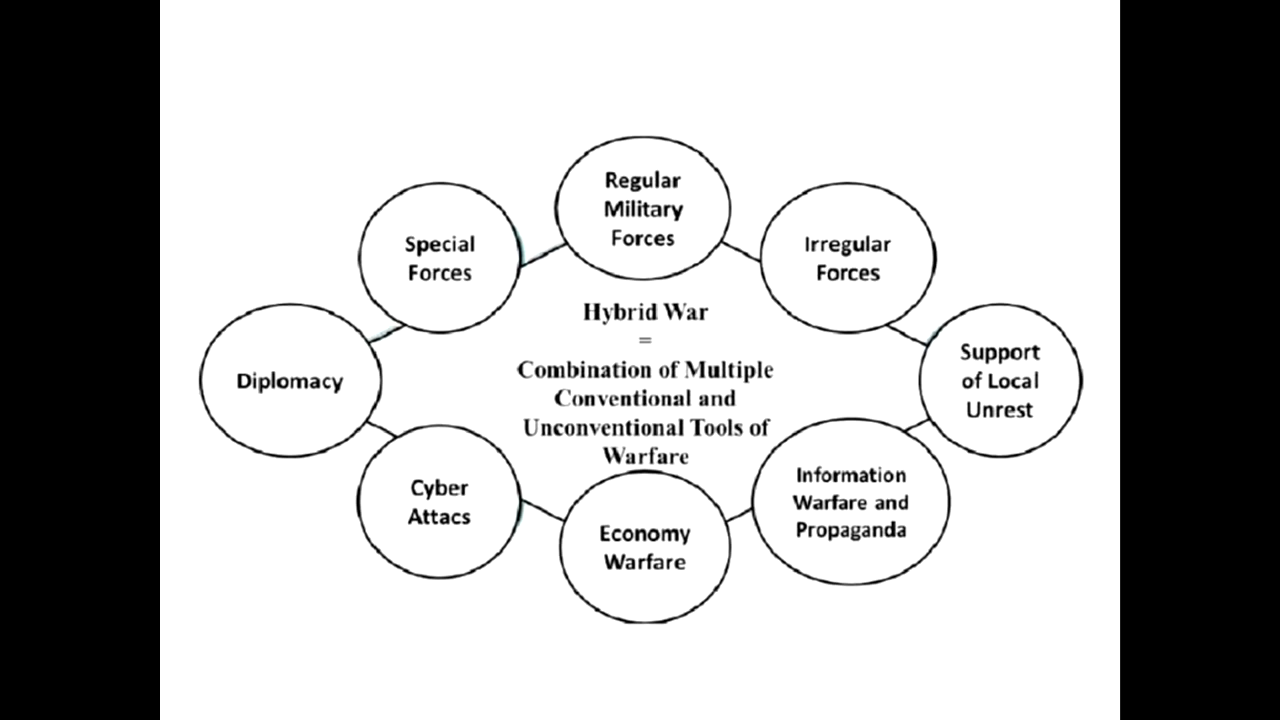 Regular
Military
Forces
Special
Forces
Irregular
Forces
Hybrid War
=
Combination of Multiple
Conventional and
Unconventional Tools of
Warfare
Diplomacy
Support
of Local
Unrest
Cyber
Attacs
Economy
Warfare
Information
Warfare and
Propaganda